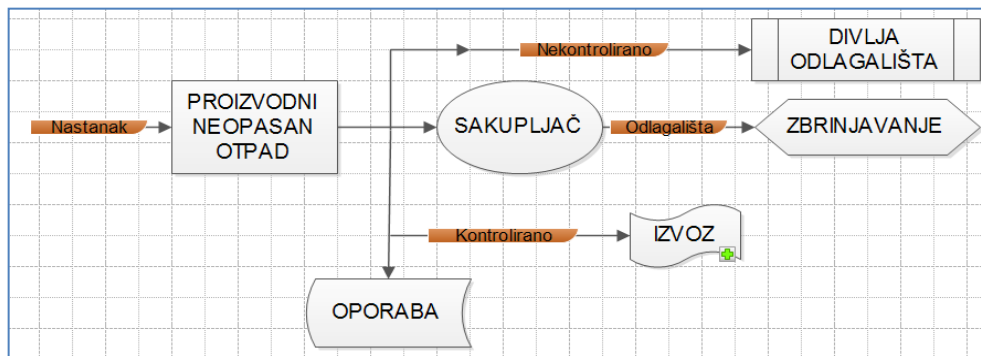 Nekontrolirano
DIVLJA
ODLAGALIŠTA
Nastanak
PROIZVODNI
NEOPASAN
OTPAD
SAKUPLJAČ
Odlagališta
ZBRINJAVANJE
Kontrolirano
IZVOZ
OPORABA